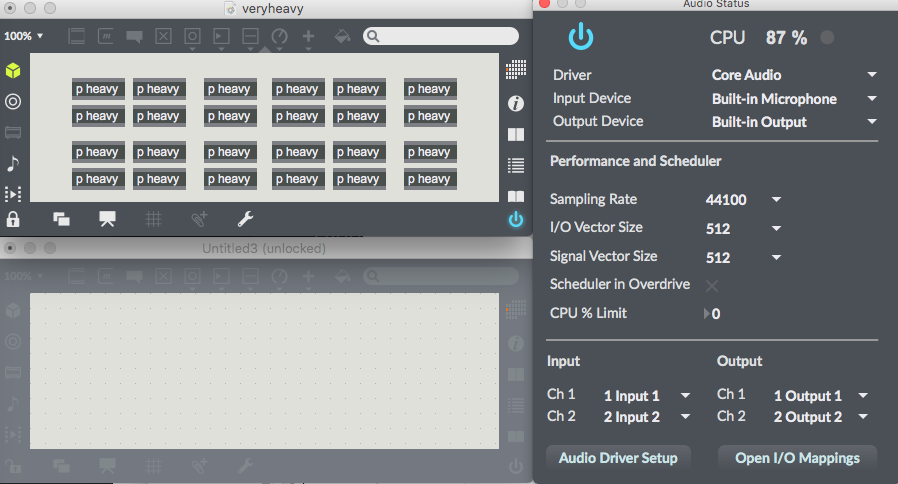 veryheavy
100% ▼
p heavy p heavy p heavy p heavy p heavy p heavy
p heavy p heavy p heavy p heavy p heavy p heavy
p heavy p heavy p heavy p heavy p heavy p heavy
p heavy p heavy p heavy p heavy p heavy p heavy
Untitled3 (unlocked)
100% ▼
Audio Status
CPU 87 %
Driver Core Audio
Input Device Built-in Microphone
Output Device Built-in Output
Performance and Scheduler
Sampling Rate 44100
I/O Vector Size 512
Signal Vector Size 512
Scheduler in Overdrive
CPU % Limit 0
Input Output
Ch 1 1 Input 1 Ch 1 1 Output 1
Ch 2 2 Input 2 Ch 2 2 Output 2
Audio Driver Setup Open I/O Mappings